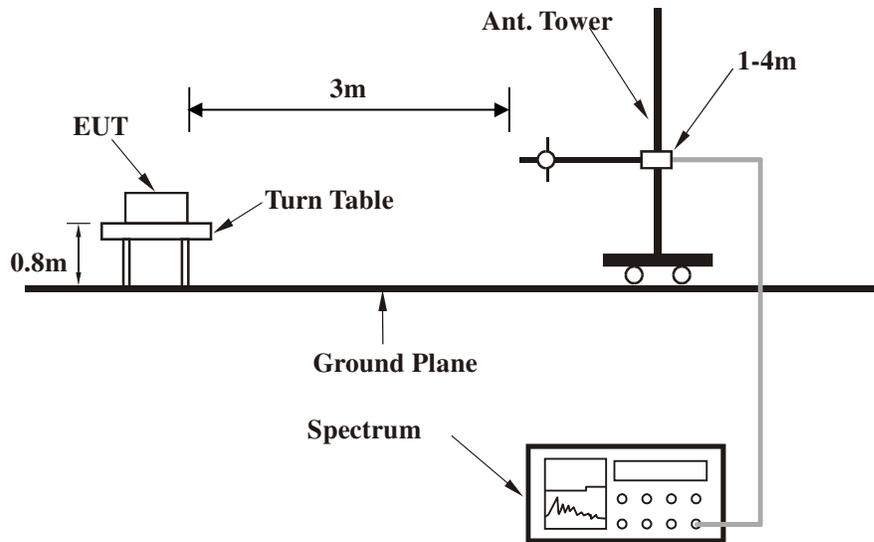 Ant. Tower
1-4m
3m
EUT
Turn Table
0.8m
Ground Plane
Spectrum